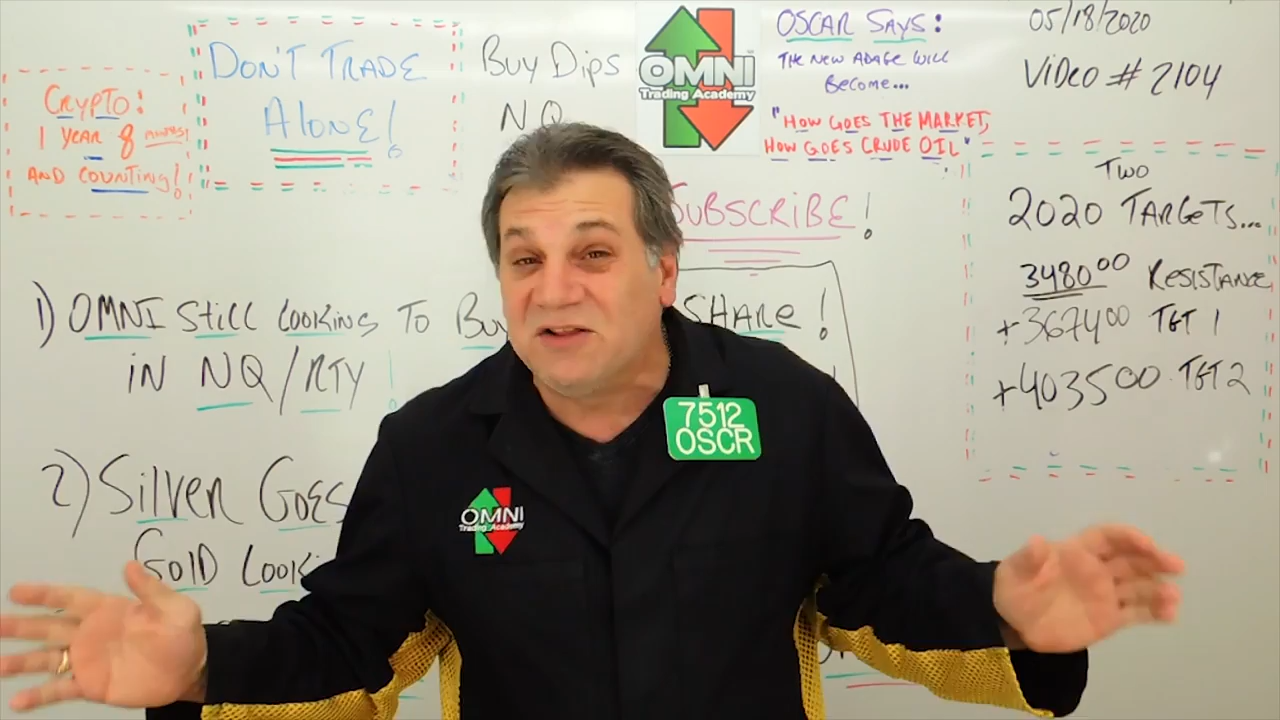 CRYPTO!
1 YEAR 8 MONTHS!
AND COUNTING!
DON'T TRADE
ALONE!
BUY DIPS
NQ
OMNI
Trading Academy
OSCAR SAYS:
THE NEW ADAGE WILL
BECOME...
"HOW GOES THE MARKET,
HOW GOES CRUDE OIL"
05/18/2020
VIDEO # 2104
SUBSCRIBE!
SHARE!
TWO
2020 TARGETS...
3480.00 RESISTANCE
+3674.00 TGT 1
+4035.00 TGT 2
1) OMNI STILL LOOKING TO BUY
IN NQ/RTY!
2) SILVER GOES
GOLD LOOK
7512
OSCR
OMNI
Trading Academy